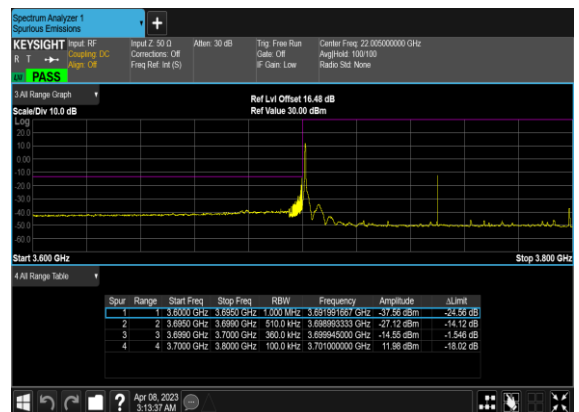 Spectrum Analyzer 1
Spurious Emissions
KEYSIGHT Input: RF Input Z: 50 Ω Atten: 30 dB Trig: Free Run Center Freq: 22.005000000 GHz
R T Coupling: DC Corrections: Off Gate: Off Avg|Hold: 100/100
Align: Off Freq Ref: Int (S) IF Gain: Low Radio Std: None
PASS
3 All Range Graph
Ref Lvl Offset 16.48 dB
Scale/Div 10.0 dB Ref Value 30.00 dBm
Log
20.0
10.0
0.00
-10.0
-20.0
-30.0
-40.0
-50.0
-60.0
Start 3.600 GHz Stop 3.800 GHz
4 All Range Table
Spur Range Start Freq Stop Freq RBW Frequency Amplitude ΔLimit
1 1 3.6000 GHz 3.6950 GHz 1.000 MHz 3.691991667 GHz -37.56 dBm -24.56 dB
2 2 3.6950 GHz 3.6990 GHz 510.0 kHz 3.698993333 GHz -27.12 dBm -14.12 dB
3 3 3.6990 GHz 3.7000 GHz 360.0 kHz 3.699945000 GHz -14.55 dBm -1.546 dB
4 4 3.7000 GHz 3.8000 GHz 100.0 kHz 3.701000000 GHz 11.98 dBm -18.02 dB
Apr 08, 2023
3:13:37 AM